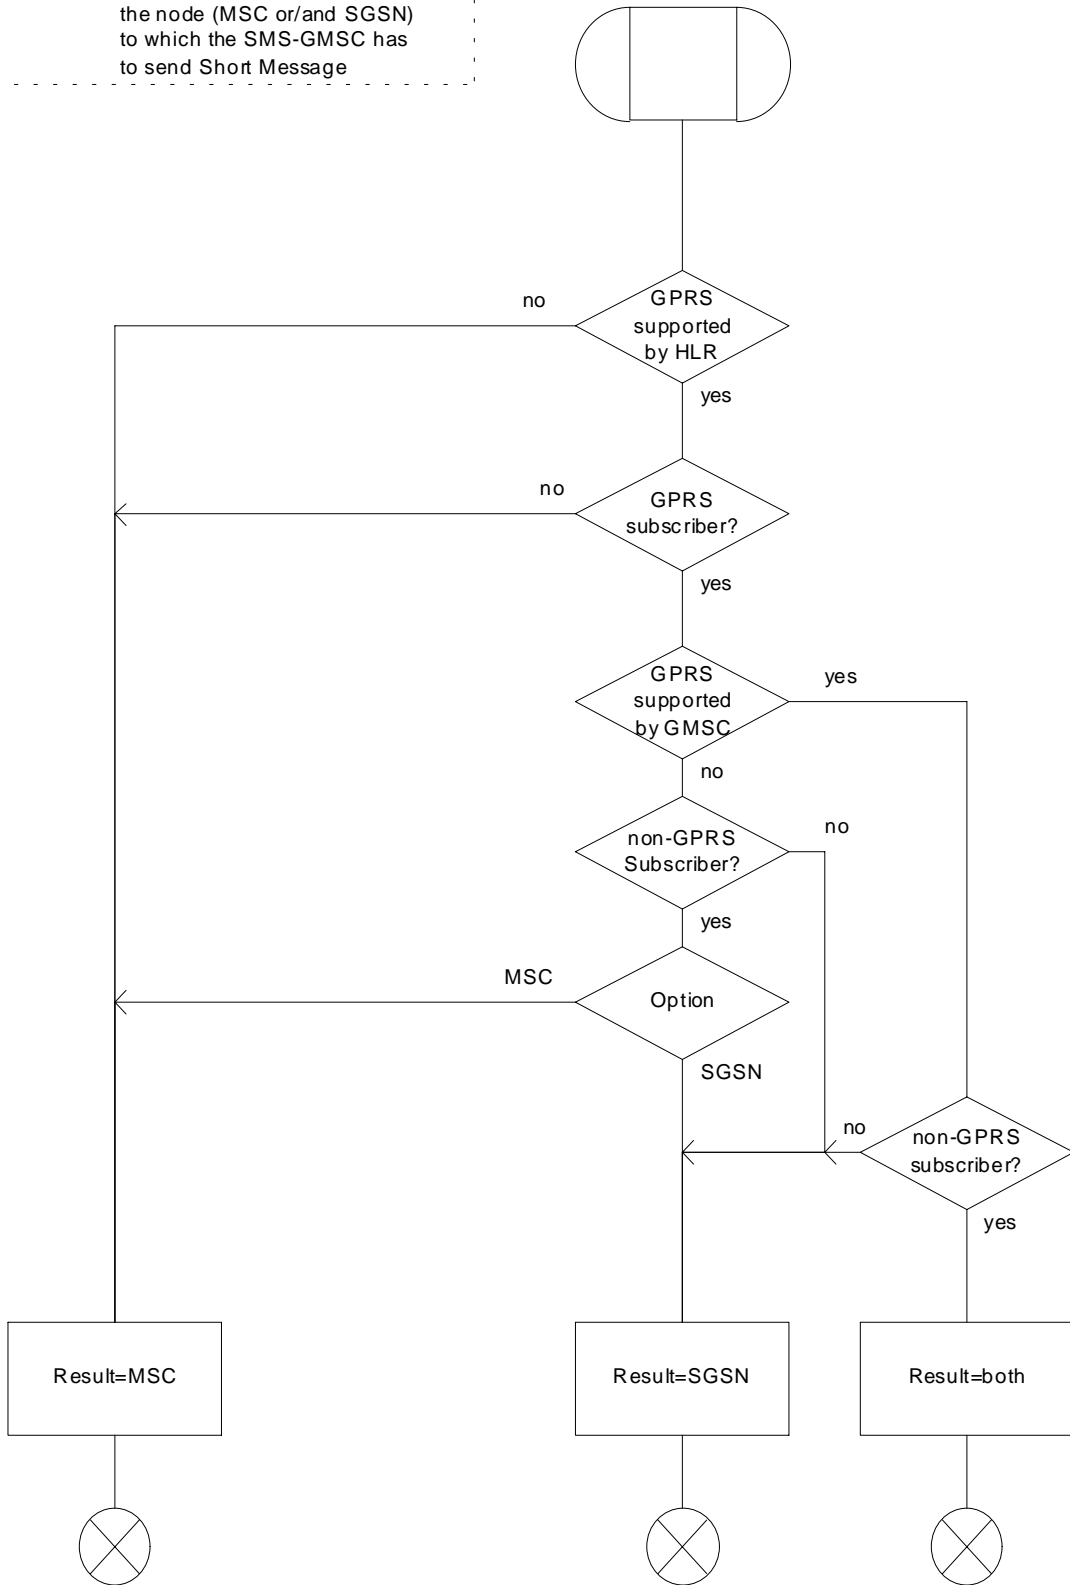 the node (MSC or/and SGSN)
to which the SMS-GMSC has
to send Short Message
no
GPRS
supported
by HLR
yes
no
GPRS
subscriber?
yes
GPRS
supported
by GMSC
yes
no
non-GPRS
Subscriber?
no
yes
MSC
Option
SGSN
no
non-GPRS
subscriber?
yes
Result=MSC
Result=SGSN
Result=both